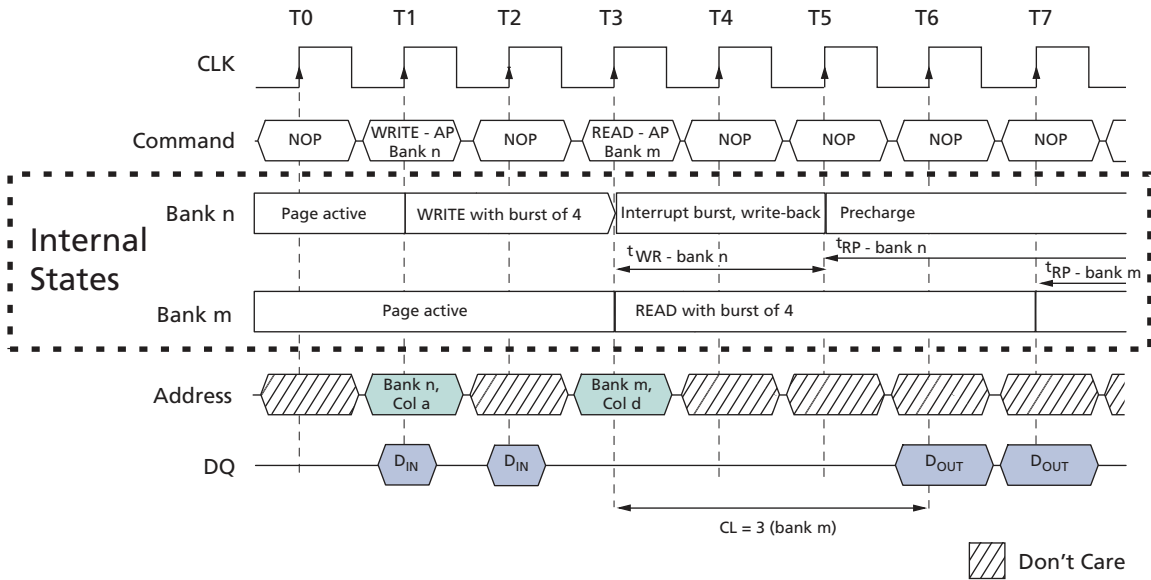 T0 T1 T2 T3 T4 T5 T6 T7
CLK
Command NOP WRITE - AP NOP READ - AP NOP NOP NOP NOP
Bank n Bank m
Bank n Page active WRITE with burst of 4 Interrupt burst, write-back Precharge
Internal
States
tWR - bank n tRP - bank n
tRP - bank m
Bank m Page active READ with burst of 4
Address Bank n, Bank m,
Col a Col d
DQ DIN DIN DOUT DOUT
CL = 3 (bank m)
Don't Care